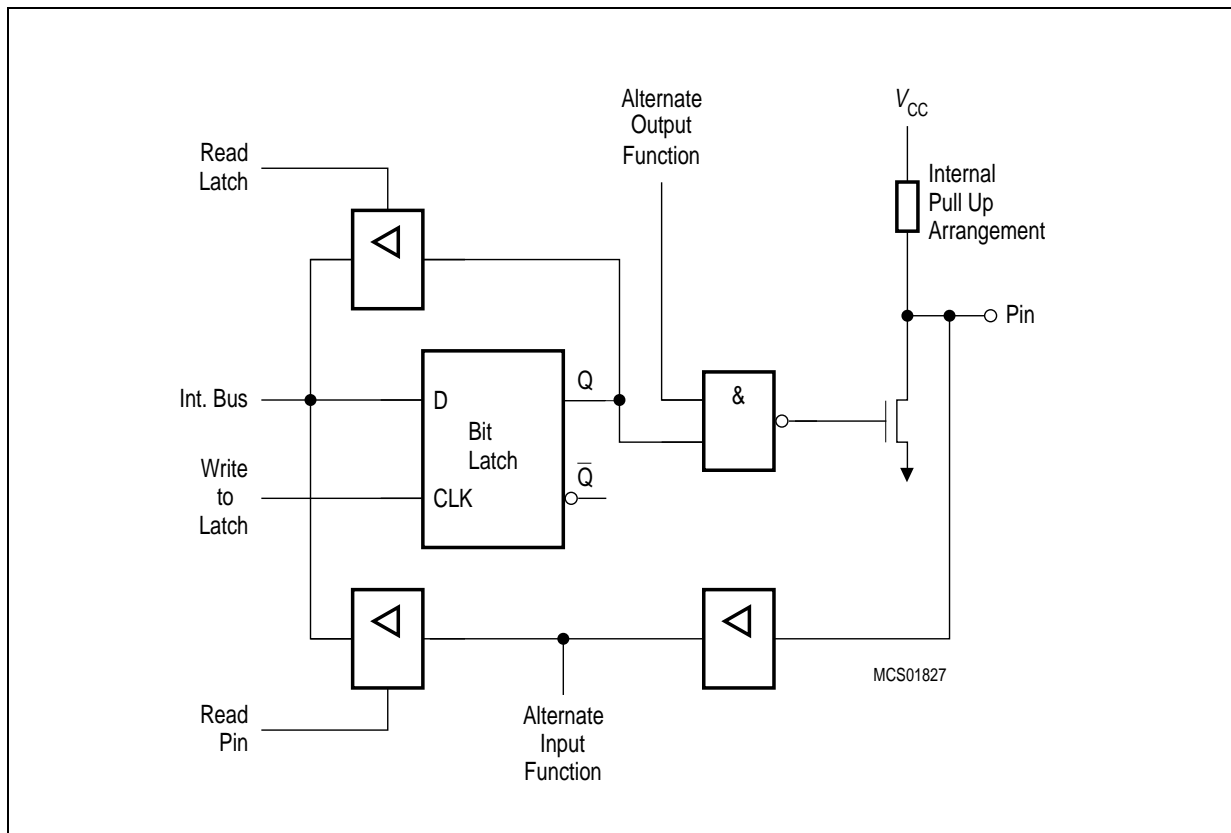 Alternate
Output
Function
V_CC
Read
Latch
Internal
Pull Up
Arrangement
Pin
Int. Bus
D
Q
Bit
Latch
&
Write
to
Latch
CLK
Q̅
MCS01827
Read
Pin
Alternate
Input
Function